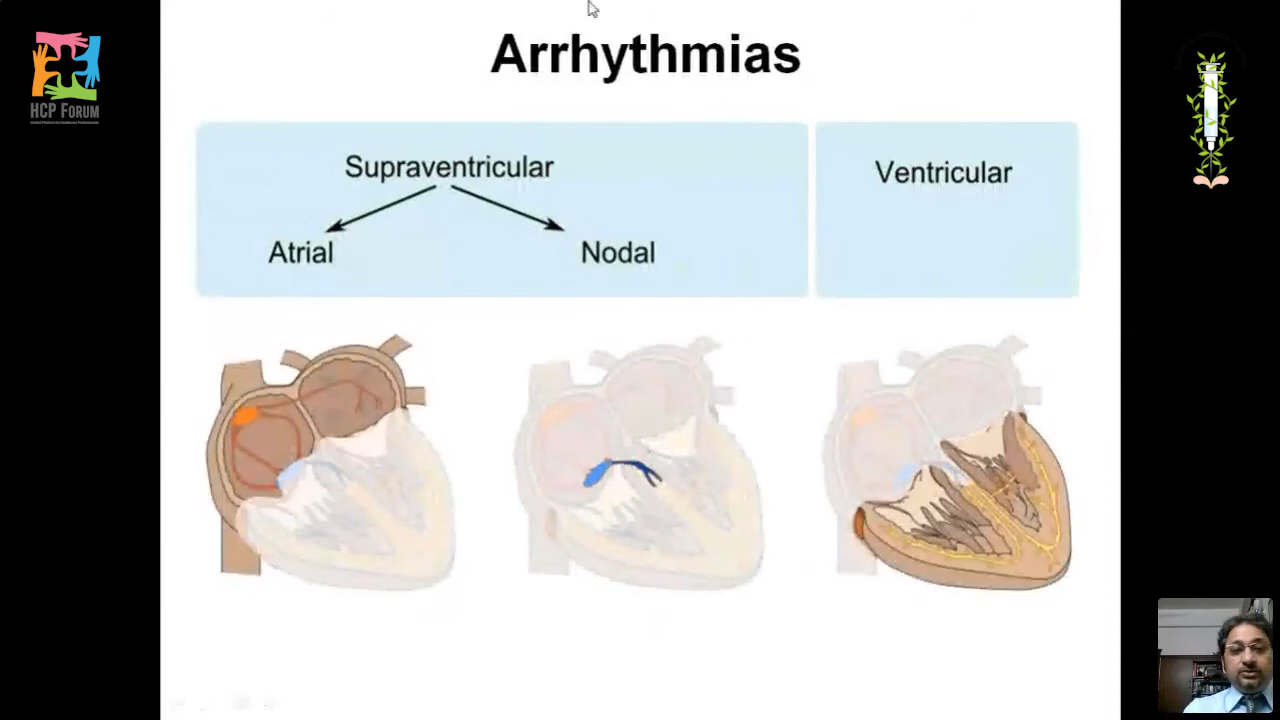 Arrhythmias
Supraventricular
Ventricular
Atrial
Nodal
HCP FORUM